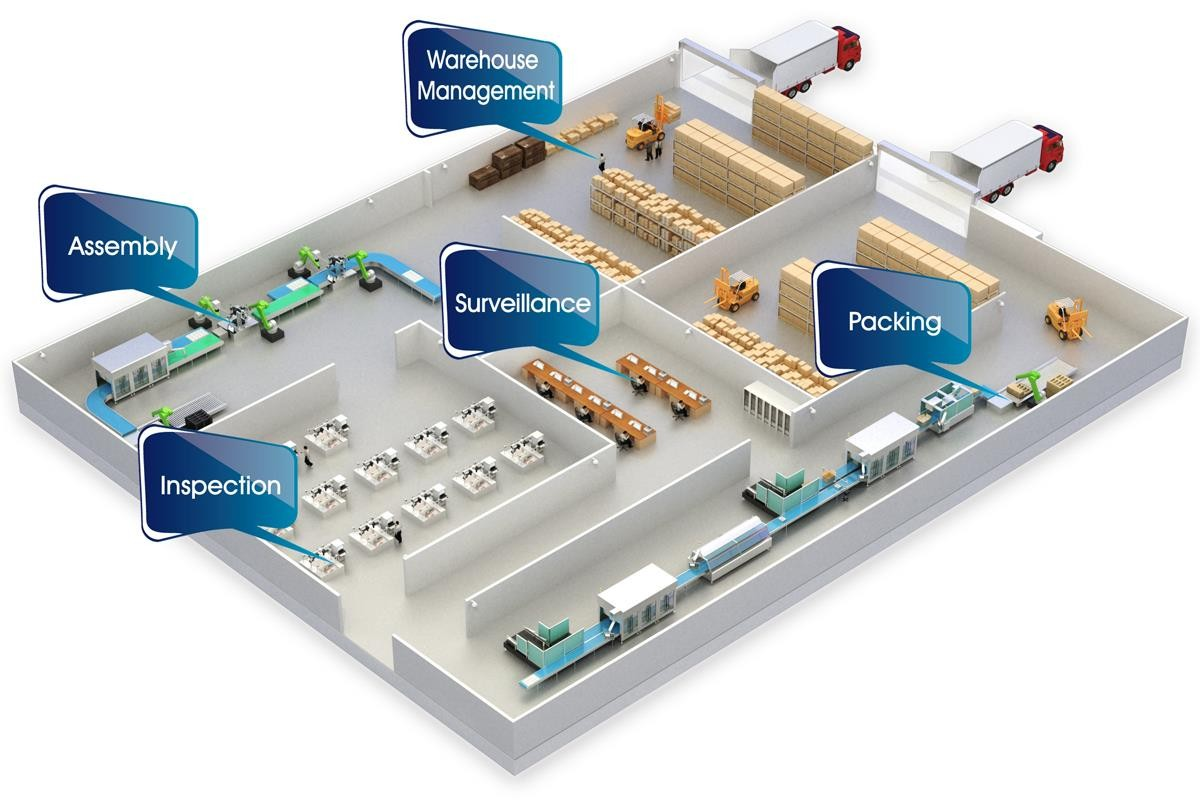 Warehouse
Management
Assembly
Surveillance
Packing
Inspection